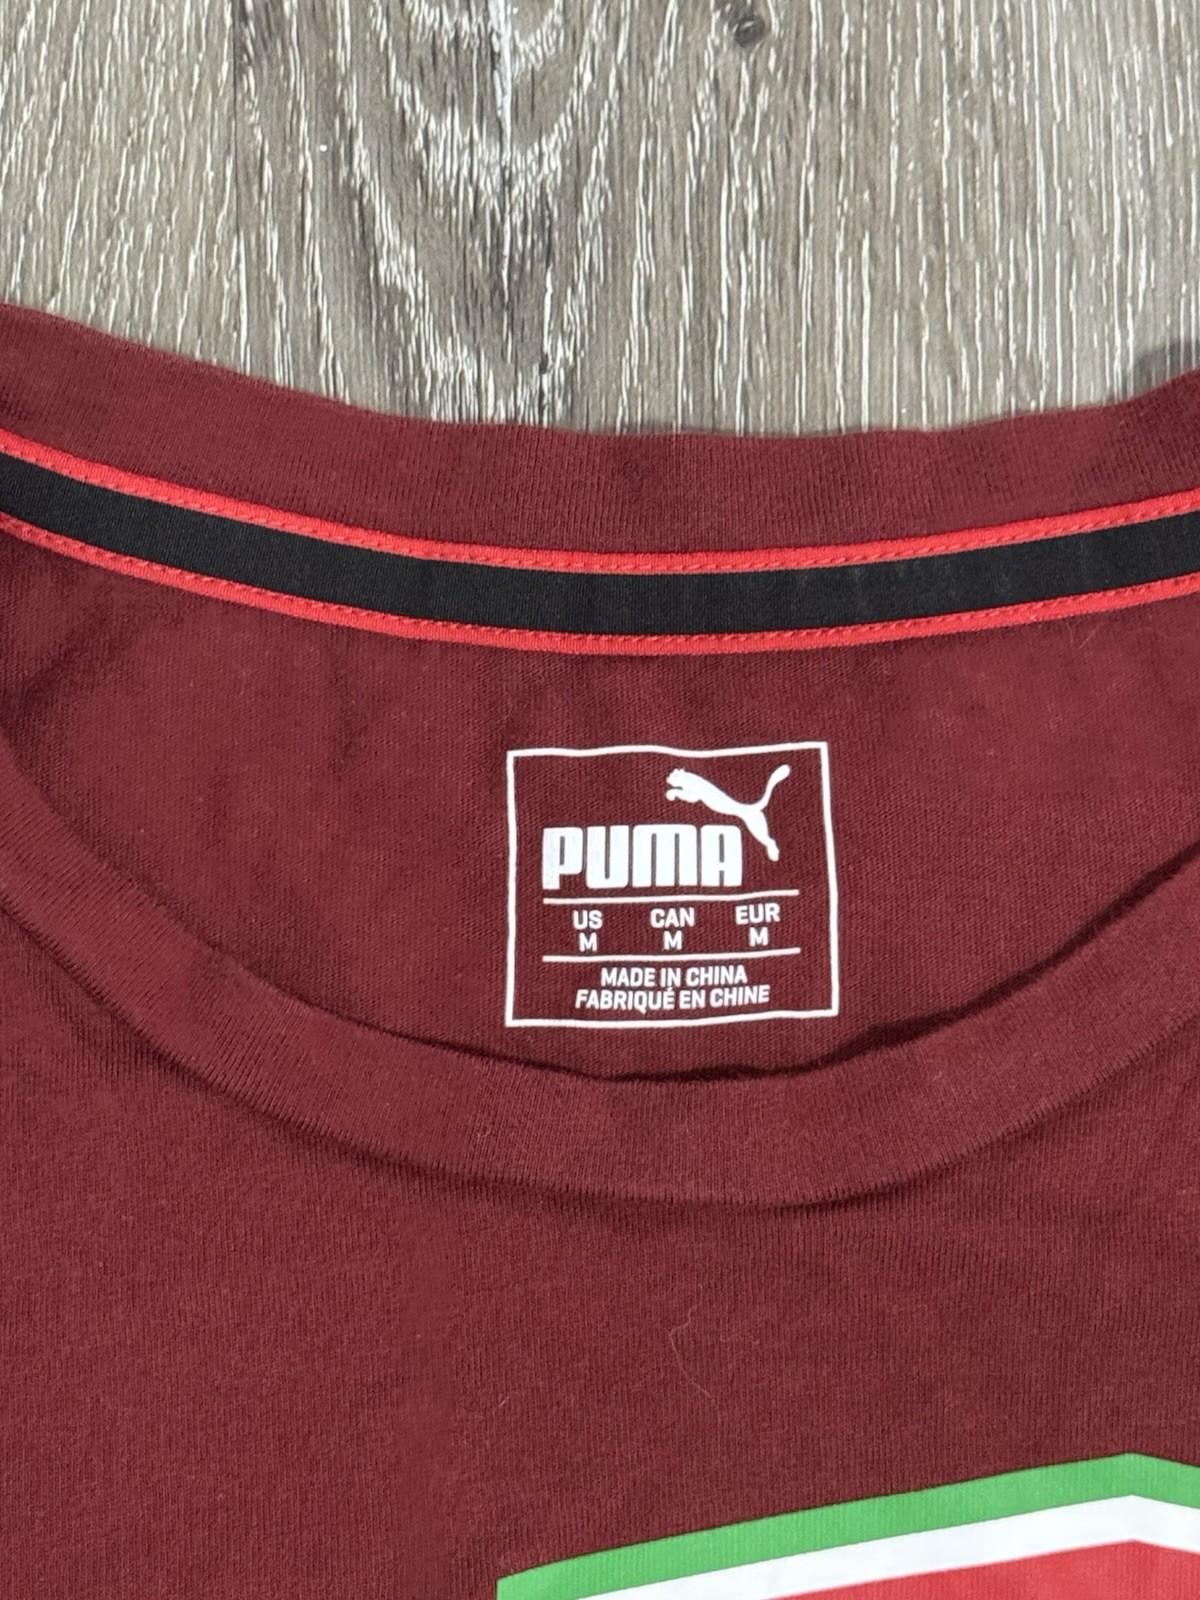 PUMA
US CAN EUR
M M M
MADE IN CHINA
FABRIQUÉ EN CHINE